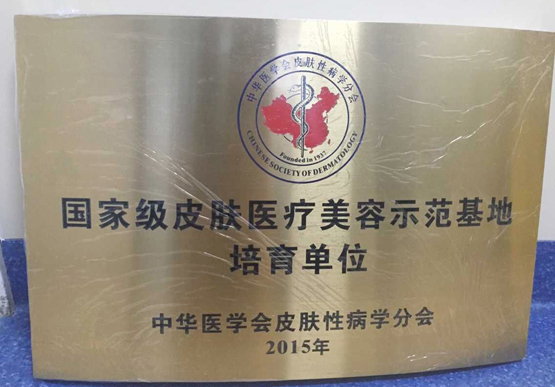 中华医学会皮肤性病学分会
Founded in 1937
CHINESE SOCIETY OF DERMATOLOGY
国家级皮肤医疗美容示范基地
培育单位
中华医学会皮肤性病学分会
2015年